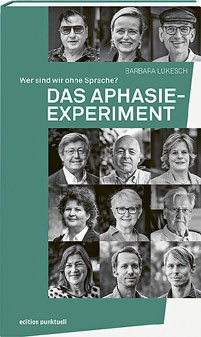 BARBARA LUKESCH
Wer sind wir ohne Sprache?
DAS APHASIE-
EXPERIMENT
edition punktuell